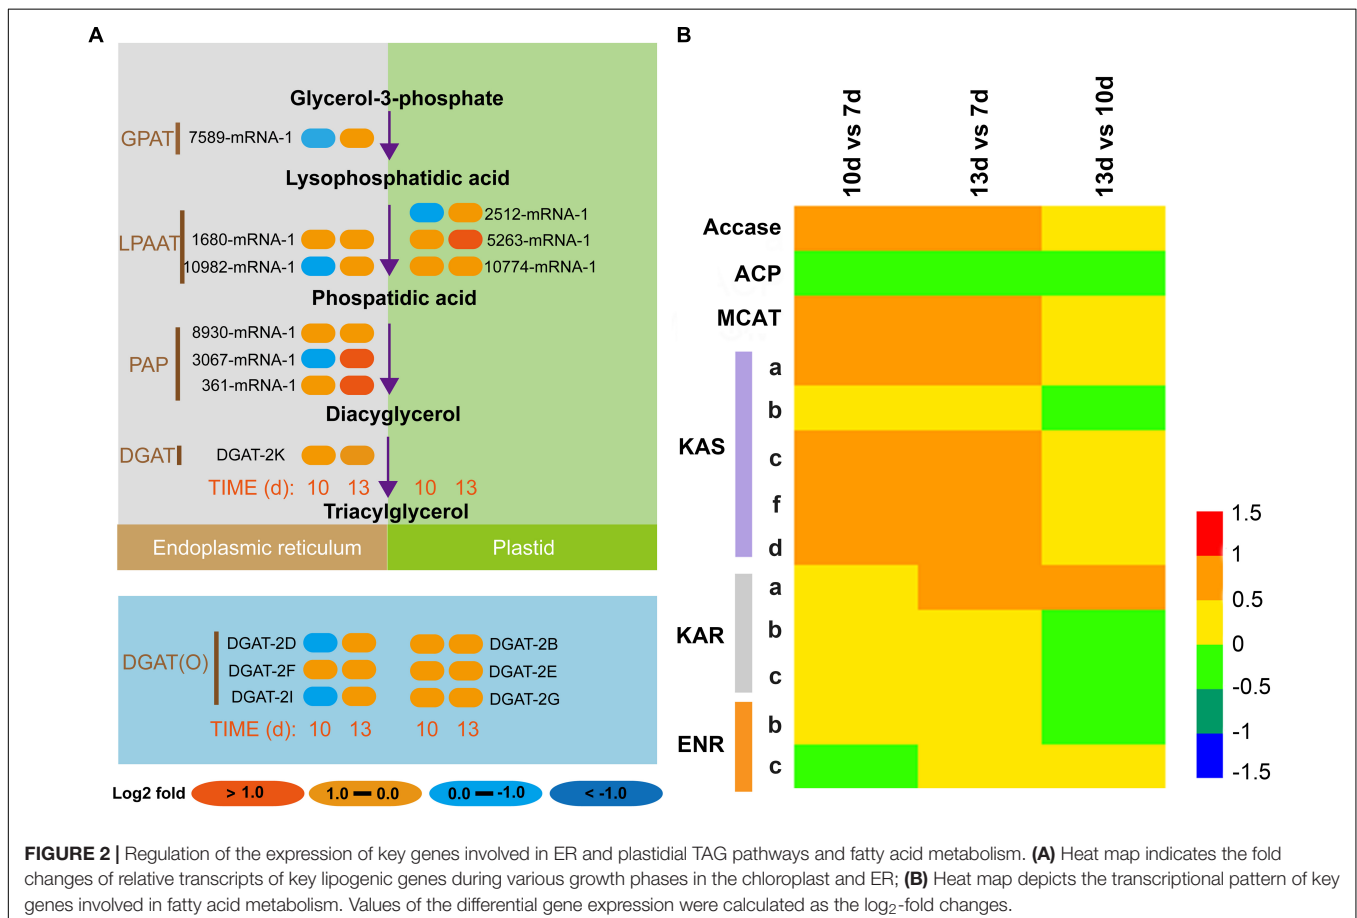 A
Glycerol-3-phosphate
GPAT 7589-mRNA-1
Lysophosphatidic acid
2512-mRNA-1
LPAAT 1680-mRNA-1 5263-mRNA-1
10982-mRNA-1 10774-mRNA-1
Phospatidic acid
8930-mRNA-1
PAP 3067-mRNA-1
361-mRNA-1
Diacyglycerol
DGAT DGAT-2K
TIME (d): 10 13 10 13
Triacylglycerol
Endoplasmic reticulum Plastid
DGAT-2D DGAT-2B
DGAT(O) DGAT-2F DGAT-2E
DGAT-2I DGAT-2G
TIME (d): 10 13 10 13
Log2 fold > 1.0 1.0 – 0.0 0.0 – -1.0 < -1.0
B
10d vs 7d
13d vs 7d
13d vs 10d
Accase
ACP
MCAT
KAS
a
b
c
f
d
KAR
a
b
c
ENR
b
c
1.5
1
0.5
0
-0.5
-1
-1.5
FIGURE 2 | Regulation of the expression of key genes involved in ER and plastidial TAG pathways and fatty acid metabolism. (A) Heat map indicates the fold
changes of relative transcripts of key lipogenic genes during various growth phases in the chloroplast and ER; (B) Heat map depicts the transcriptional pattern of key
genes involved in fatty acid metabolism. Values of the differential gene expression were calculated as the log2-fold changes.